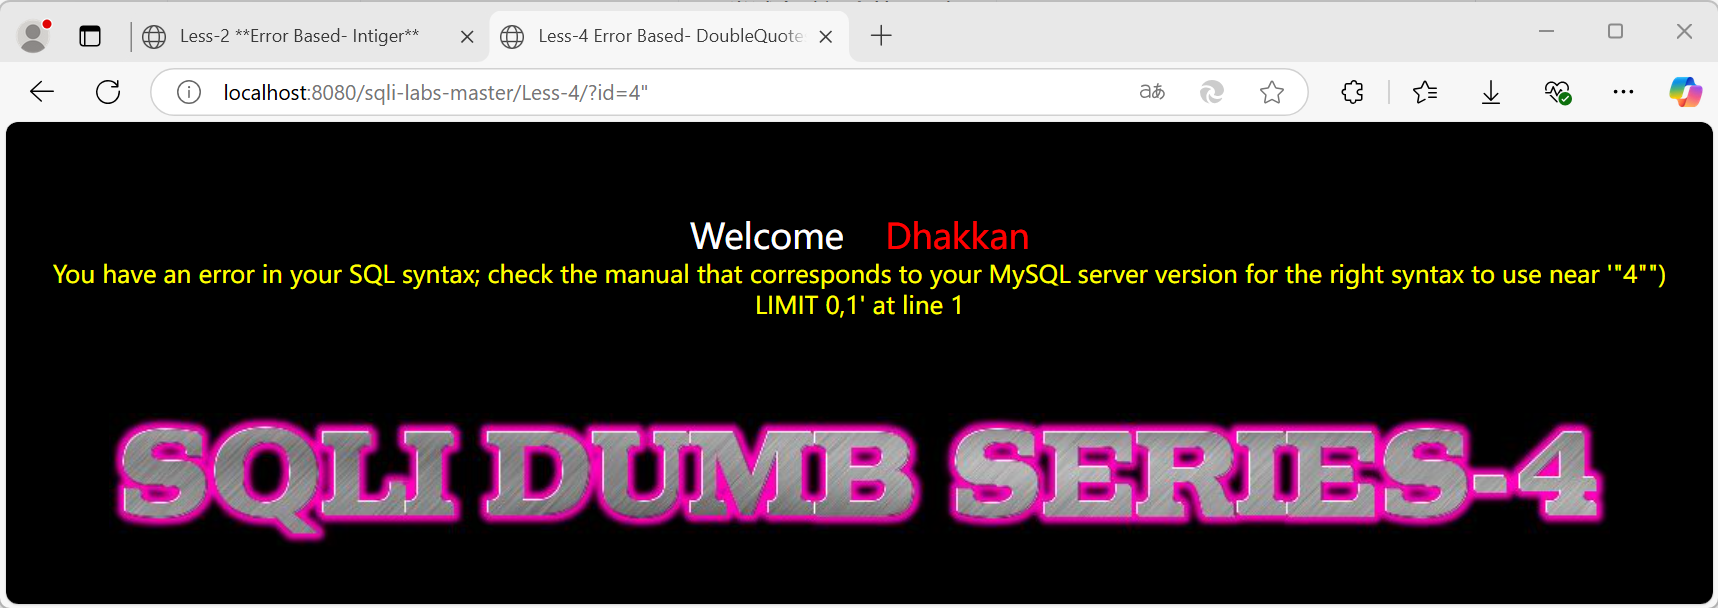 Less-2 **Error Based- Intiger**
Less-4 Error Based- DoubleQuote
localhost:8080/sqli-labs-master/Less-4/?id=4"
aあ
Welcome Dhakkan
You have an error in your SQL syntax; check the manual that corresponds to your MySQL server version for the right syntax to use near '"4"")
LIMIT 0,1' at line 1
SQLI DUMB SERIES-4